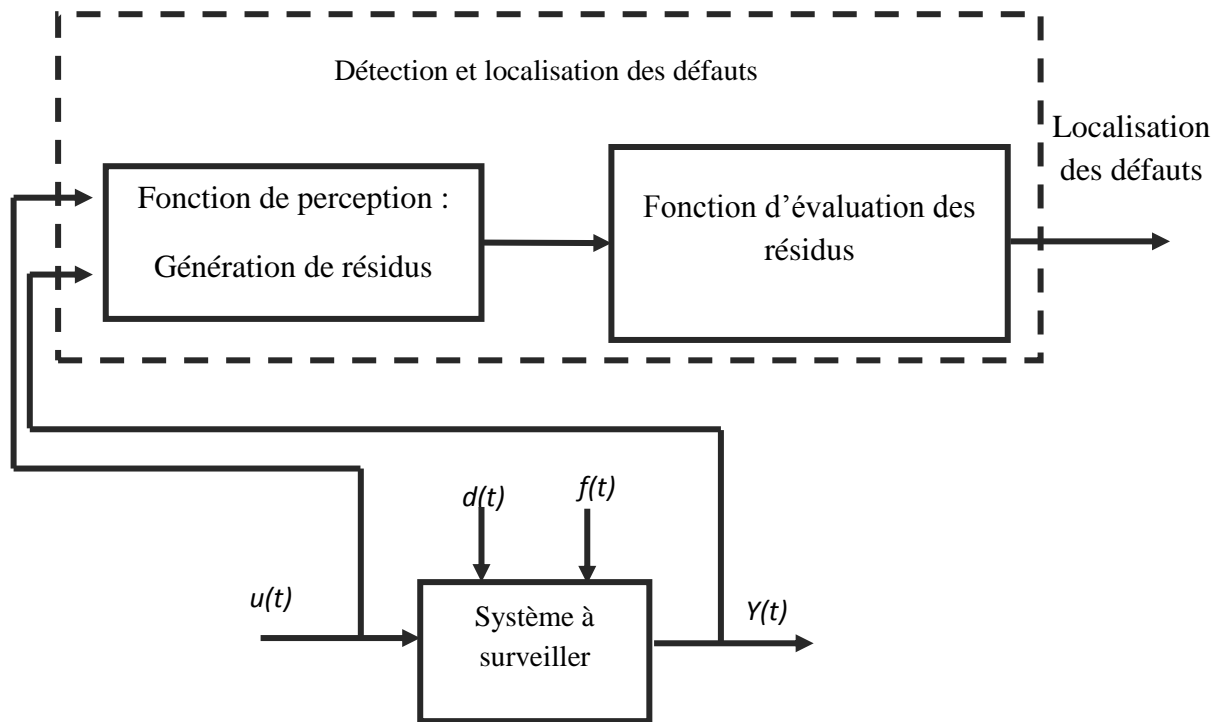 Détection et localisation des défauts
Localisation
des défauts
Fonction de perception :
Génération de résidus
Fonction d’évaluation des
résidus
d(t)
f(t)
u(t)
Système à
surveiller
Y(t)